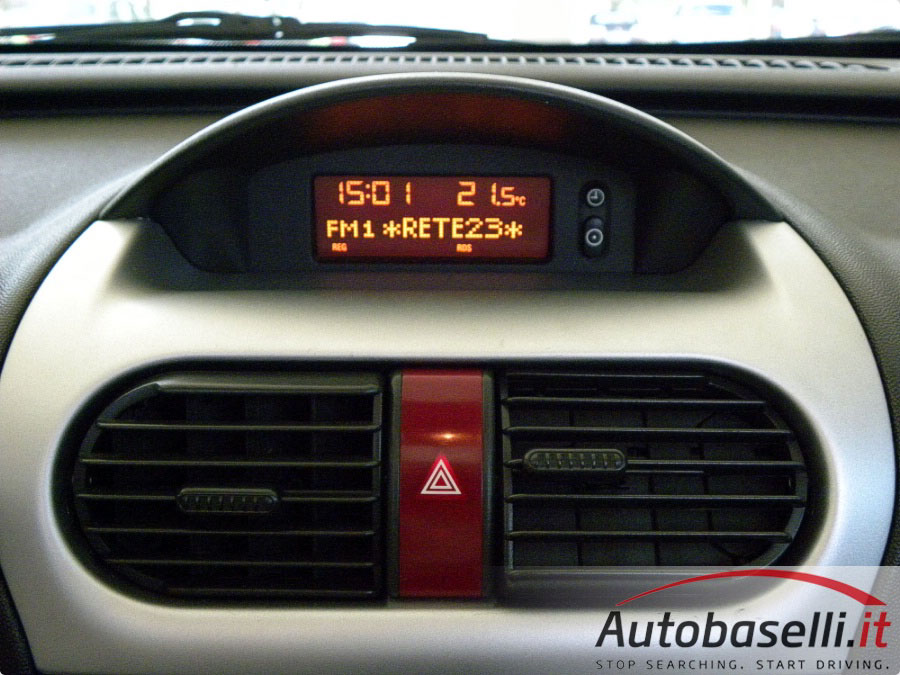 15:01 21.5°C
FM1 *RETE23*
REG RDS
Autobaselli.it
STOP SEARCHING. START DRIVING.